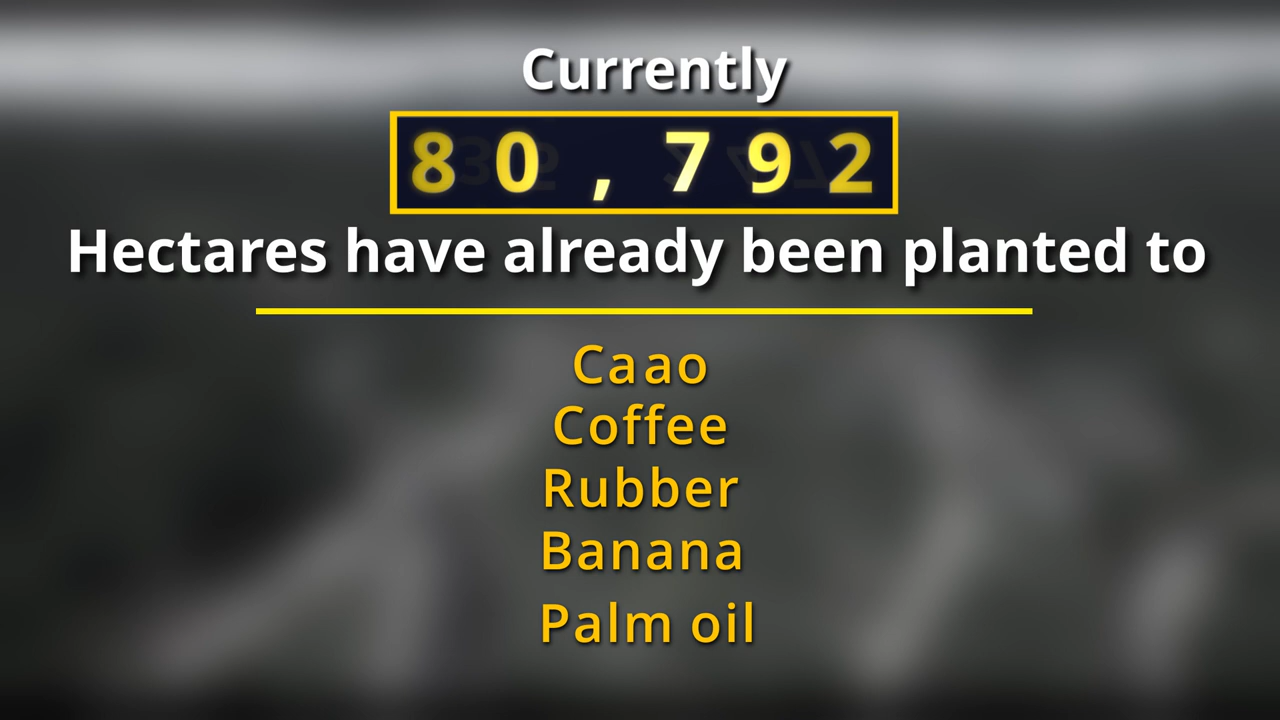 Currently
80,792
Hectares have already been planted to
Caao
Coffee
Rubber
Banana
Palm oil